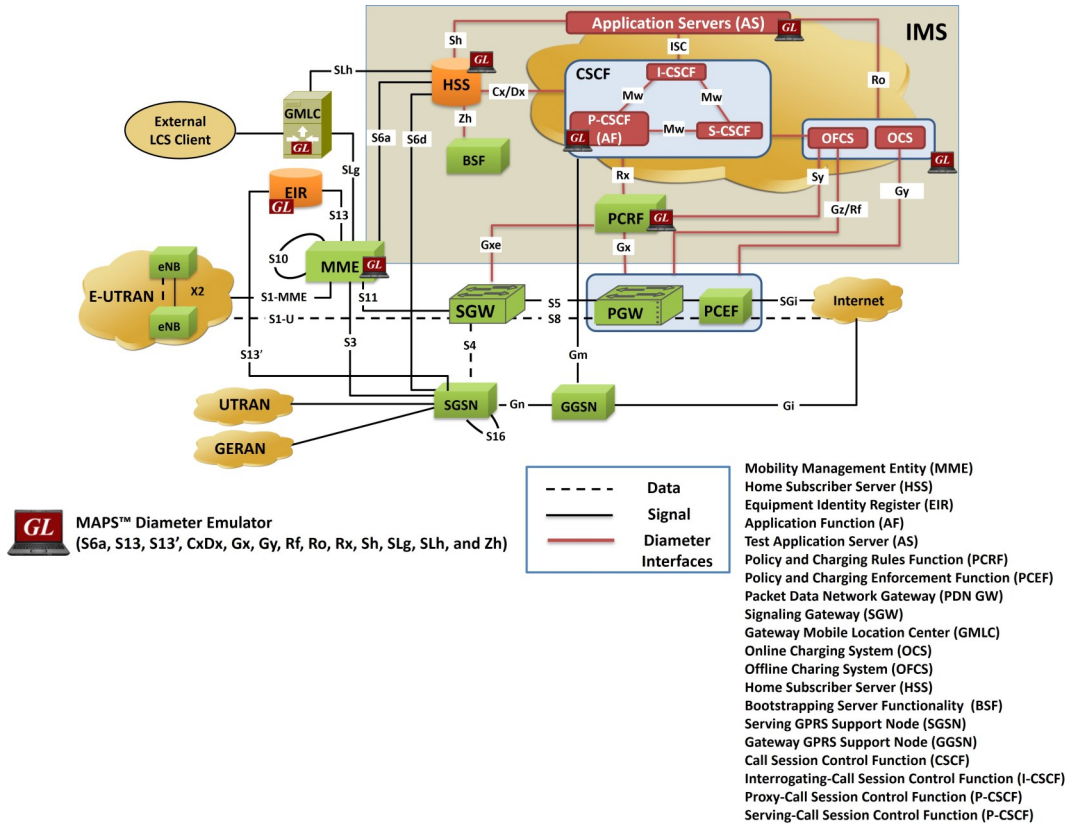 Application Servers (AS)
GL
IMS
Sh
ISC
Ro
SLh
GL
HSS
CSCF
I-CSCF
Cx/Dx
Mw
Mw
GMLC
GL
External
LCS Client
S6a
S6d
Zh
P-CSCF
(AF)
Mw
S-CSCF
GL
OFCS
OCS
GL
BSF
SLg
Rx
Sy
Gy
EIR
GL
S13
PCRF
GL
Gz/Rf
Gxe
Gx
S10
MME
GL
eNB
E-UTRAN
X2
eNB
S1-MME
S11
S1-U
SGW
S5
S8
PGW
PCEF
SGi
Internet
S13’
S3
S4
Gm
UTRAN
SGSN
Gn
GGSN
Gi
S16
GERAN
Data
Signal
Diameter
Interfaces
GL
MAPS™ Diameter Emulator
(S6a, S13, S13’, CxDx, Gx, Gy, Rf, Ro, Rx, Sh, SLg, SLh, and Zh)
Mobility Management Entity (MME)
Home Subscriber Server (HSS)
Equipment Identity Register (EIR)
Application Function (AF)
Test Application Server (AS)
Policy and Charging Rules Function (PCRF)
Policy and Charging Enforcement Function (PCEF)
Packet Data Network Gateway (PDN GW)
Signaling Gateway (SGW)
Gateway Mobile Location Center (GMLC)
Online Charging System (OCS)
Offline Charing System (OFCS)
Home Subscriber Server (HSS)
Bootstrapping Server Functionality (BSF)
Serving GPRS Support Node (SGSN)
Gateway GPRS Support Node (GGSN)
Call Session Control Function (CSCF)
Interrogating-Call Session Control Function (I-CSCF)
Proxy-Call Session Control Function (P-CSCF)
Serving-Call Session Control Function (P-CSCF)